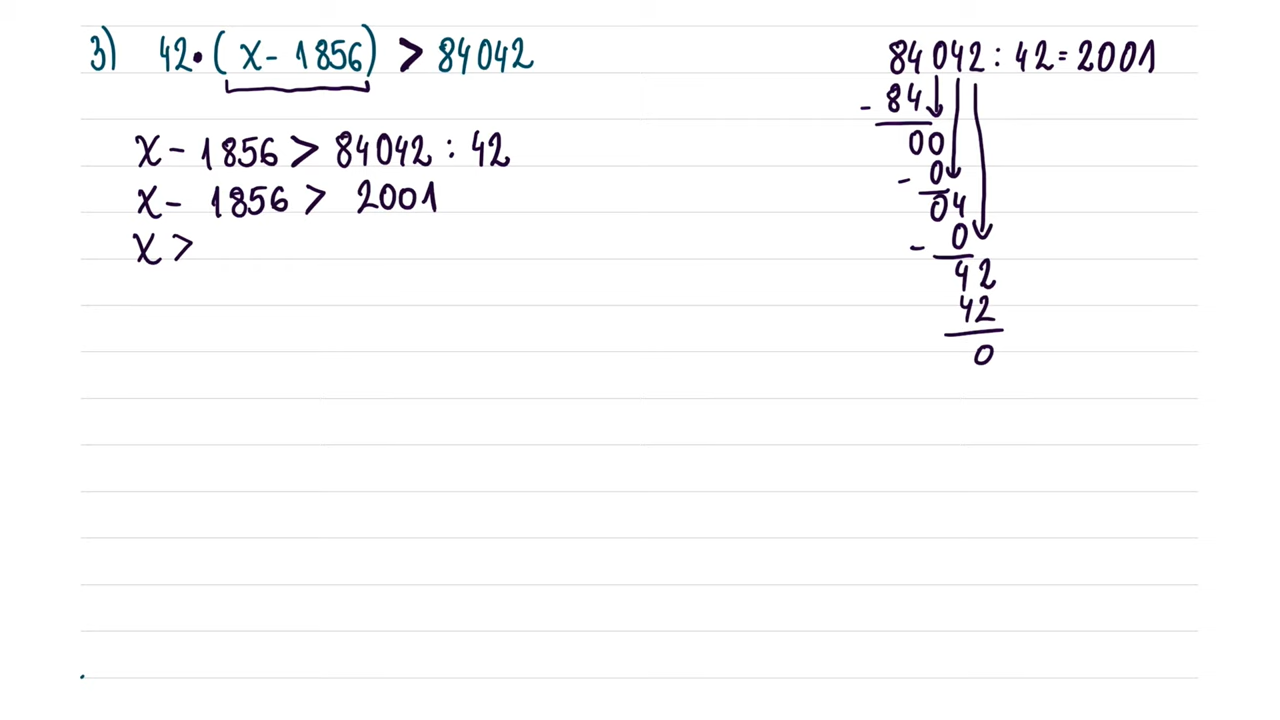 3) 42·(x - 1856) > 84042
x - 1856 > 84042 : 42
x - 1856 > 2001
x >
84042 : 42 = 2001
- 84
00
- 0
04
- 0
42
42
0